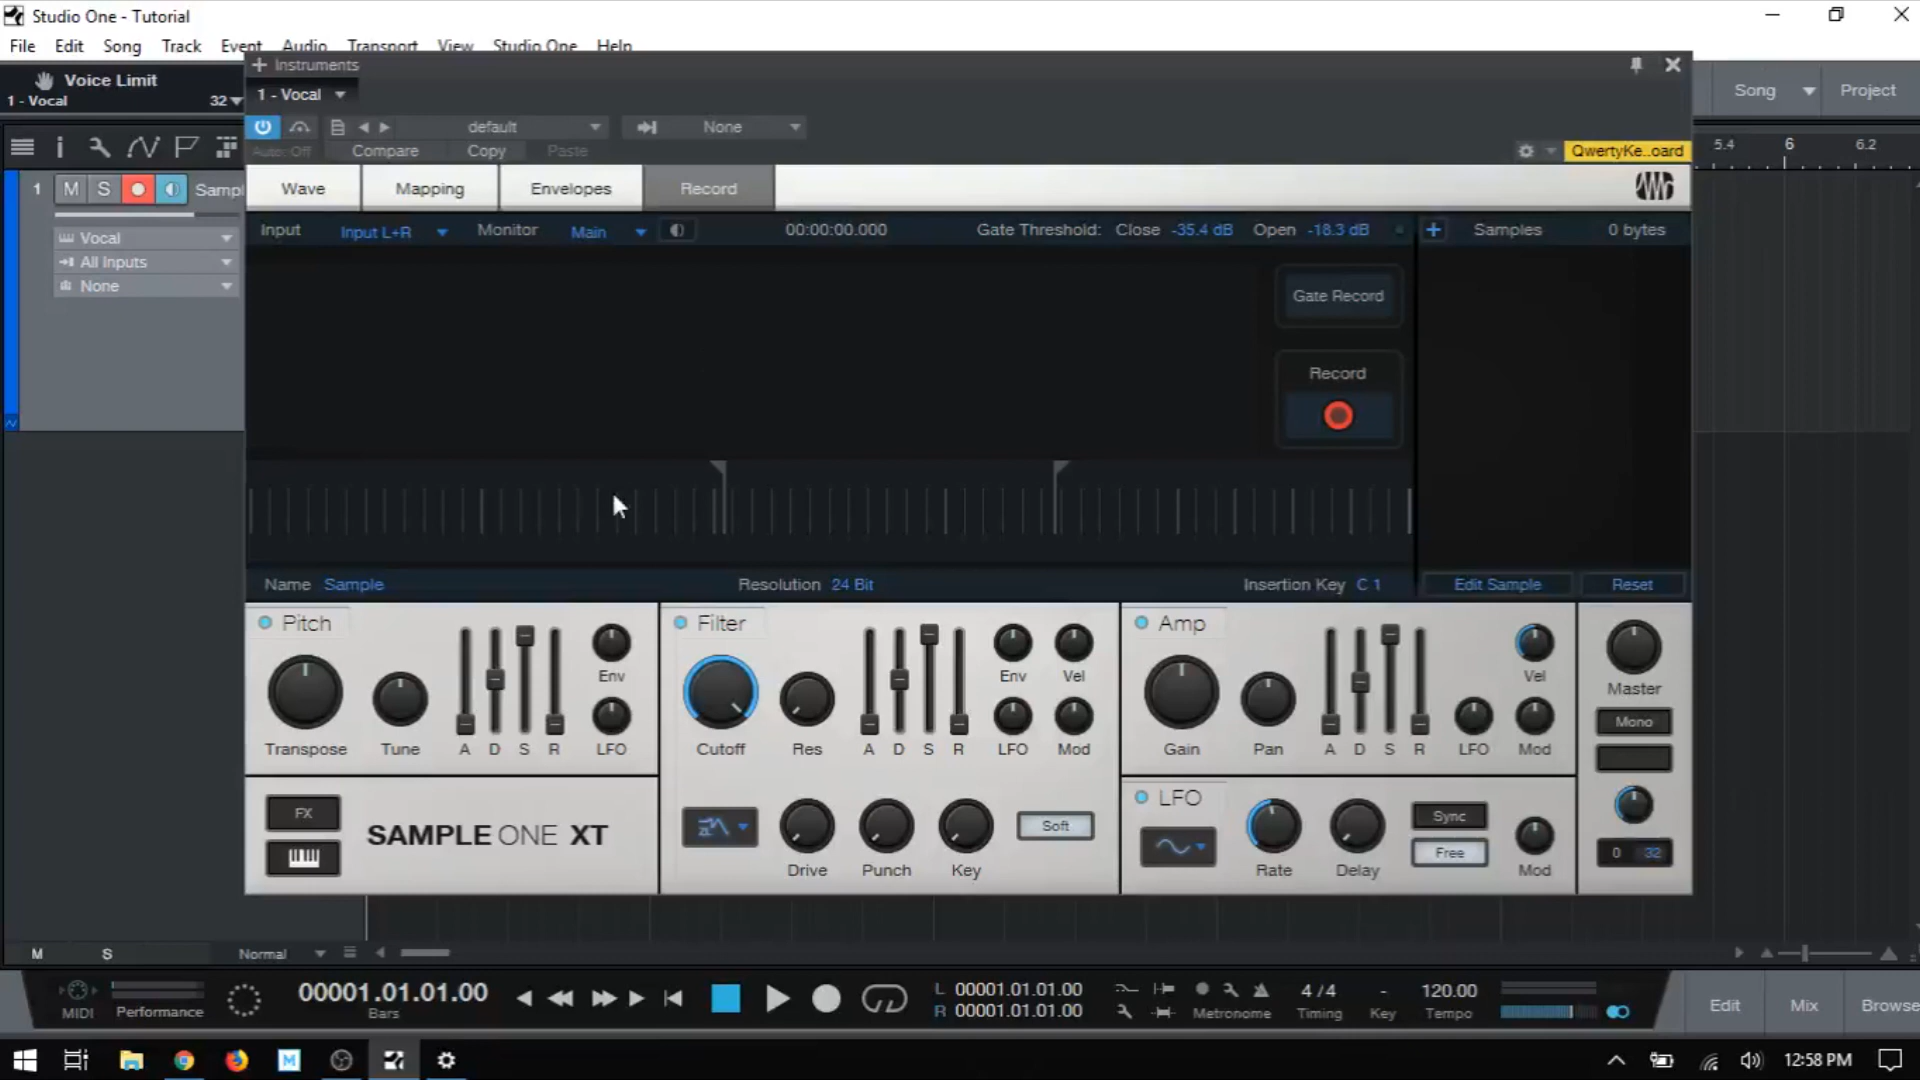 Studio One - Tutorial
File Edit Song Track Event Audio Transport View Studio One Help
Instruments
Voice Limit
1 - Vocal 32
1 - Vocal
Song Project
default None
Auto: Off Compare Copy Paste
QwertyKe..oard
5.4 6 6.2
1 M S Sampl
Wave Mapping Envelopes Record
Input Input L+R Monitor Main 00:00:00.000 Gate Threshold: Close -35.4 dB Open -18.3 dB Samples 0 bytes
Vocal
All Inputs
None
Gate Record
Record
Name Sample Resolution 24 Bit Insertion Key C 1 Edit Sample Reset
Pitch Filter Amp
Env Env Vel Vel
Master
Mono
Transpose Tune A D S R LFO Cutoff Res A D S R LFO Mod Gain Pan A D S R LFO Mod
LFO
FX
SAMPLE ONE XT
Soft
Sync
Free
0 32
Drive Punch Key Rate Delay Mod
M S Normal
MIDI Performance
00001.01.01.00
Bars
L 00001.01.01.00
R 00001.01.01.00
Metronome
4 / 4
Timing
-
Key
120.00
Tempo
Edit Mix Browse
12:58 PM